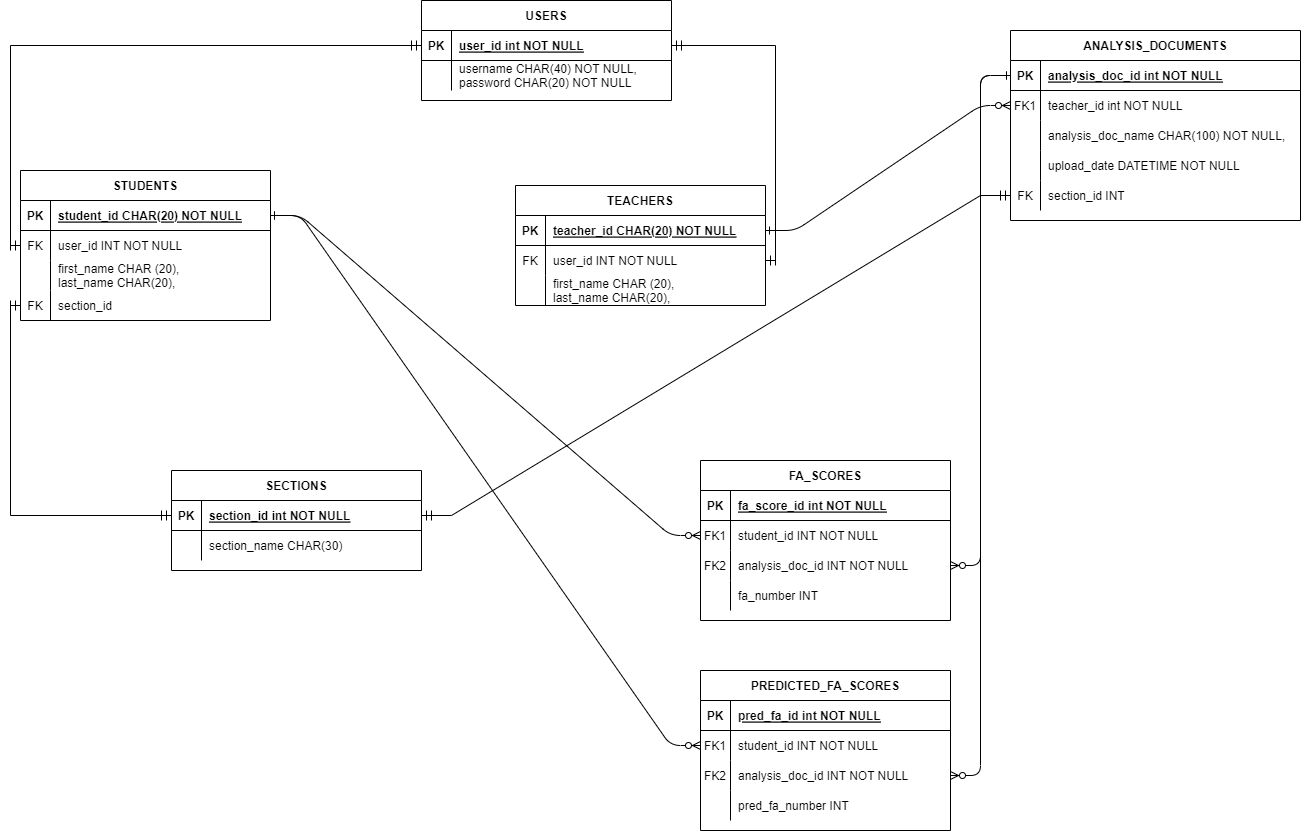 USERS
PK user_id int NOT NULL
username CHAR(40) NOT NULL,
password CHAR(20) NOT NULL
ANALYSIS_DOCUMENTS
PK analysis_doc_id int NOT NULL
FK1 teacher_id int NOT NULL
analysis_doc_name CHAR(100) NOT NULL,
upload_date DATETIME NOT NULL
FK section_id INT
STUDENTS
PK student_id CHAR(20) NOT NULL
FK user_id INT NOT NULL
first_name CHAR (20),
last_name CHAR(20),
FK section_id
TEACHERS
PK teacher_id CHAR(20) NOT NULL
FK user_id INT NOT NULL
first_name CHAR (20),
last_name CHAR(20),
SECTIONS
PK section_id int NOT NULL
section_name CHAR(30)
FA_SCORES
PK fa_score_id int NOT NULL
FK1 student_id INT NOT NULL
FK2 analysis_doc_id INT NOT NULL
fa_number INT
PREDICTED_FA_SCORES
PK pred_fa_id int NOT NULL
FK1 student_id INT NOT NULL
FK2 analysis_doc_id INT NOT NULL
pred_fa_number INT